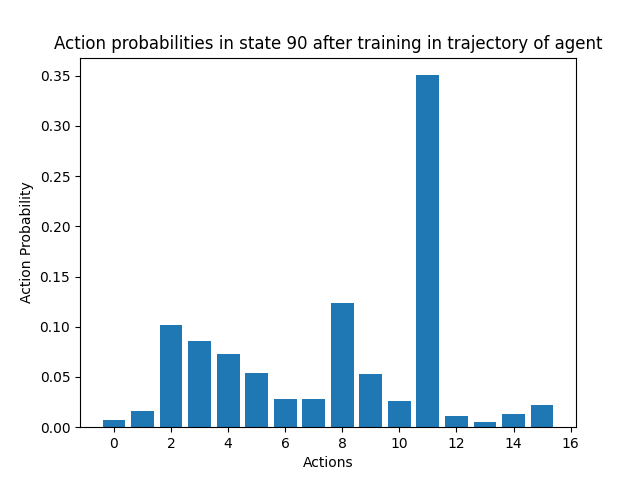 Action probabilities in state 90 after training in trajectory of agent
0.35
0.30
0.25
0.20
0.15
0.10
0.05
0.00
Action Probability
0 2 4 6 8 10 12 14 16
Actions